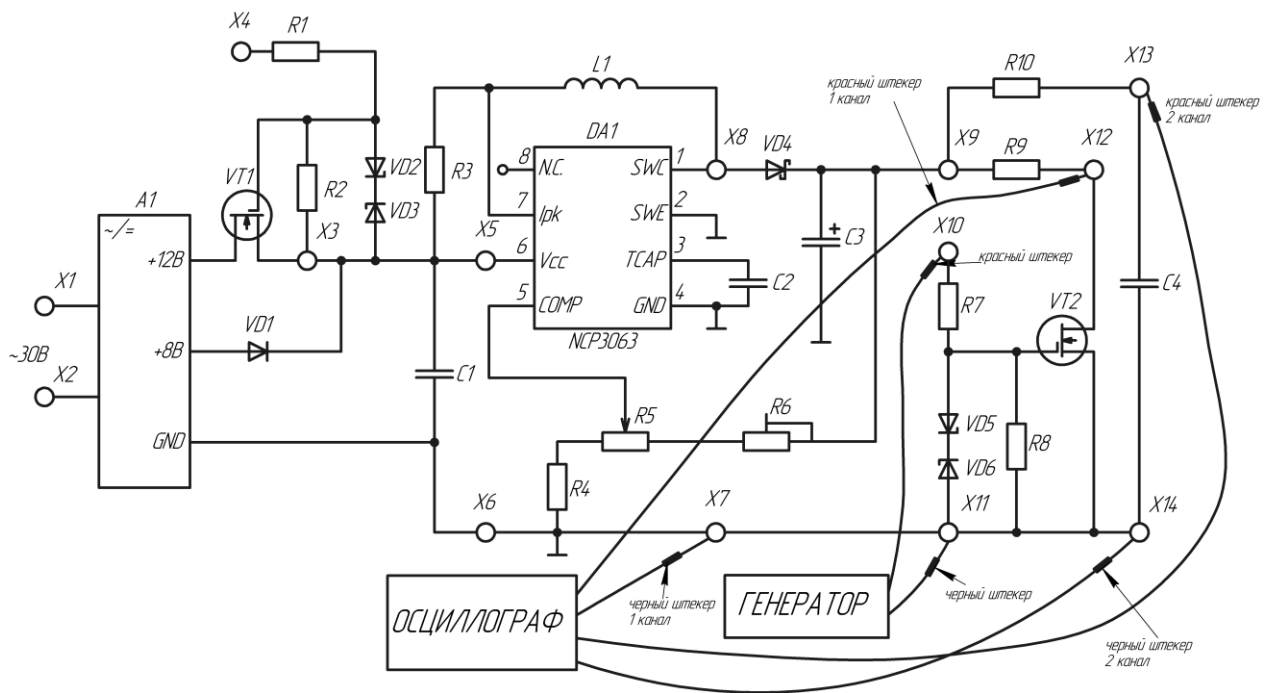 X4
R1
L1
R10
X13
красный штекер
1 канал
красный штекер
2 канал
DA1
X8
VD4
X9
X12
R9
8
N.C.
SWC
1
VT1
R2
VD2
R3
7
Ipk
SWE
2
VD3
A1
~/=
X3
X5
X10
C3
+
+12В
6
Vcc
TCAP
3
красный штекер
C2
C4
X1
5
COMP
GND
4
R7
VT2
VD1
NCP3063
+8В
~30В
X2
C1
R5
R6
VD5
R8
GND
VD6
R4
X6
X7
X11
X14
ОСЦИЛЛОГРАФ
черный штекер
1 канал
ГЕНЕРАТОР
черный штекер
черный штекер
2 канал